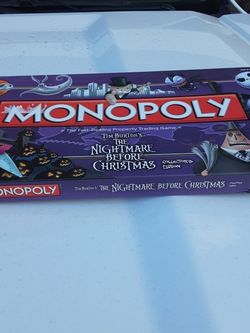 MONOPOLY
The Fast-Dealing Property Trading Game
TIM BURTON'S
THE
NIGHTMARE
BEFORE
CHRISTMAS
COLLECTOR'S
EDITION
MONOPOLY
TIM BURTON'S THE NIGHTMARE BEFORE CHRISTMAS